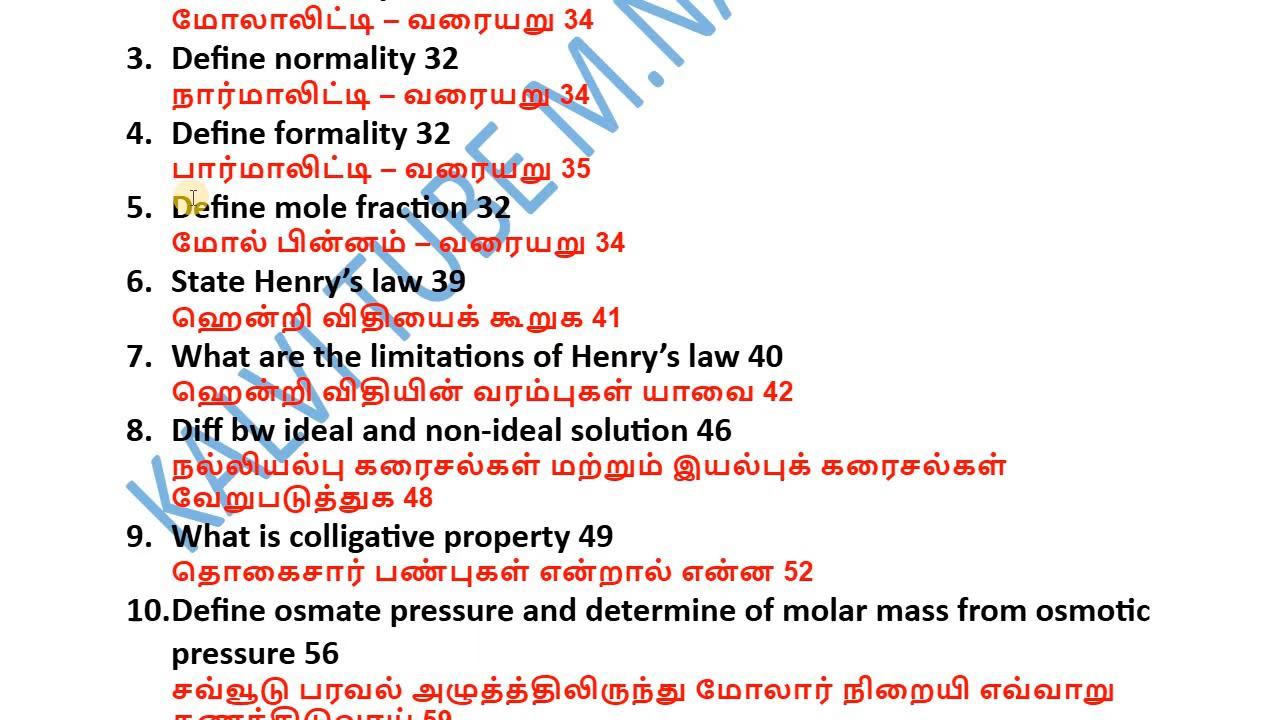 மோலாலிட்டி – வரையறு 34
3. Define normality 32
நார்மாலிட்டி – வரையறு 34
4. Define formality 32
பார்மாலிட்டி – வரையறு 35
5. Define mole fraction 32
மோல் பின்னம் – வரையறு 34
6. State Henry’s law 39
ஹென்றி விதியைக் கூறுக 41
7. What are the limitations of Henry’s law 40
ஹென்றி விதியின் வரம்புகள் யாவை 42
8. Diff bw ideal and non-ideal solution 46
நல்லியல்பு கரைசல்கள் மற்றும் இயல்புக் கரைசல்கள்
வேறுபடுத்துக 48
9. What is colligative property 49
தொகைசார் பண்புகள் என்றால் என்ன 52
10.Define osmate pressure and determine of molar mass from osmotic
pressure 56
சவ்வூடு பரவல் அழுத்த்திலிருந்து மோலார் நிறையி எவ்வாறு
KALVI TUBE M.NA